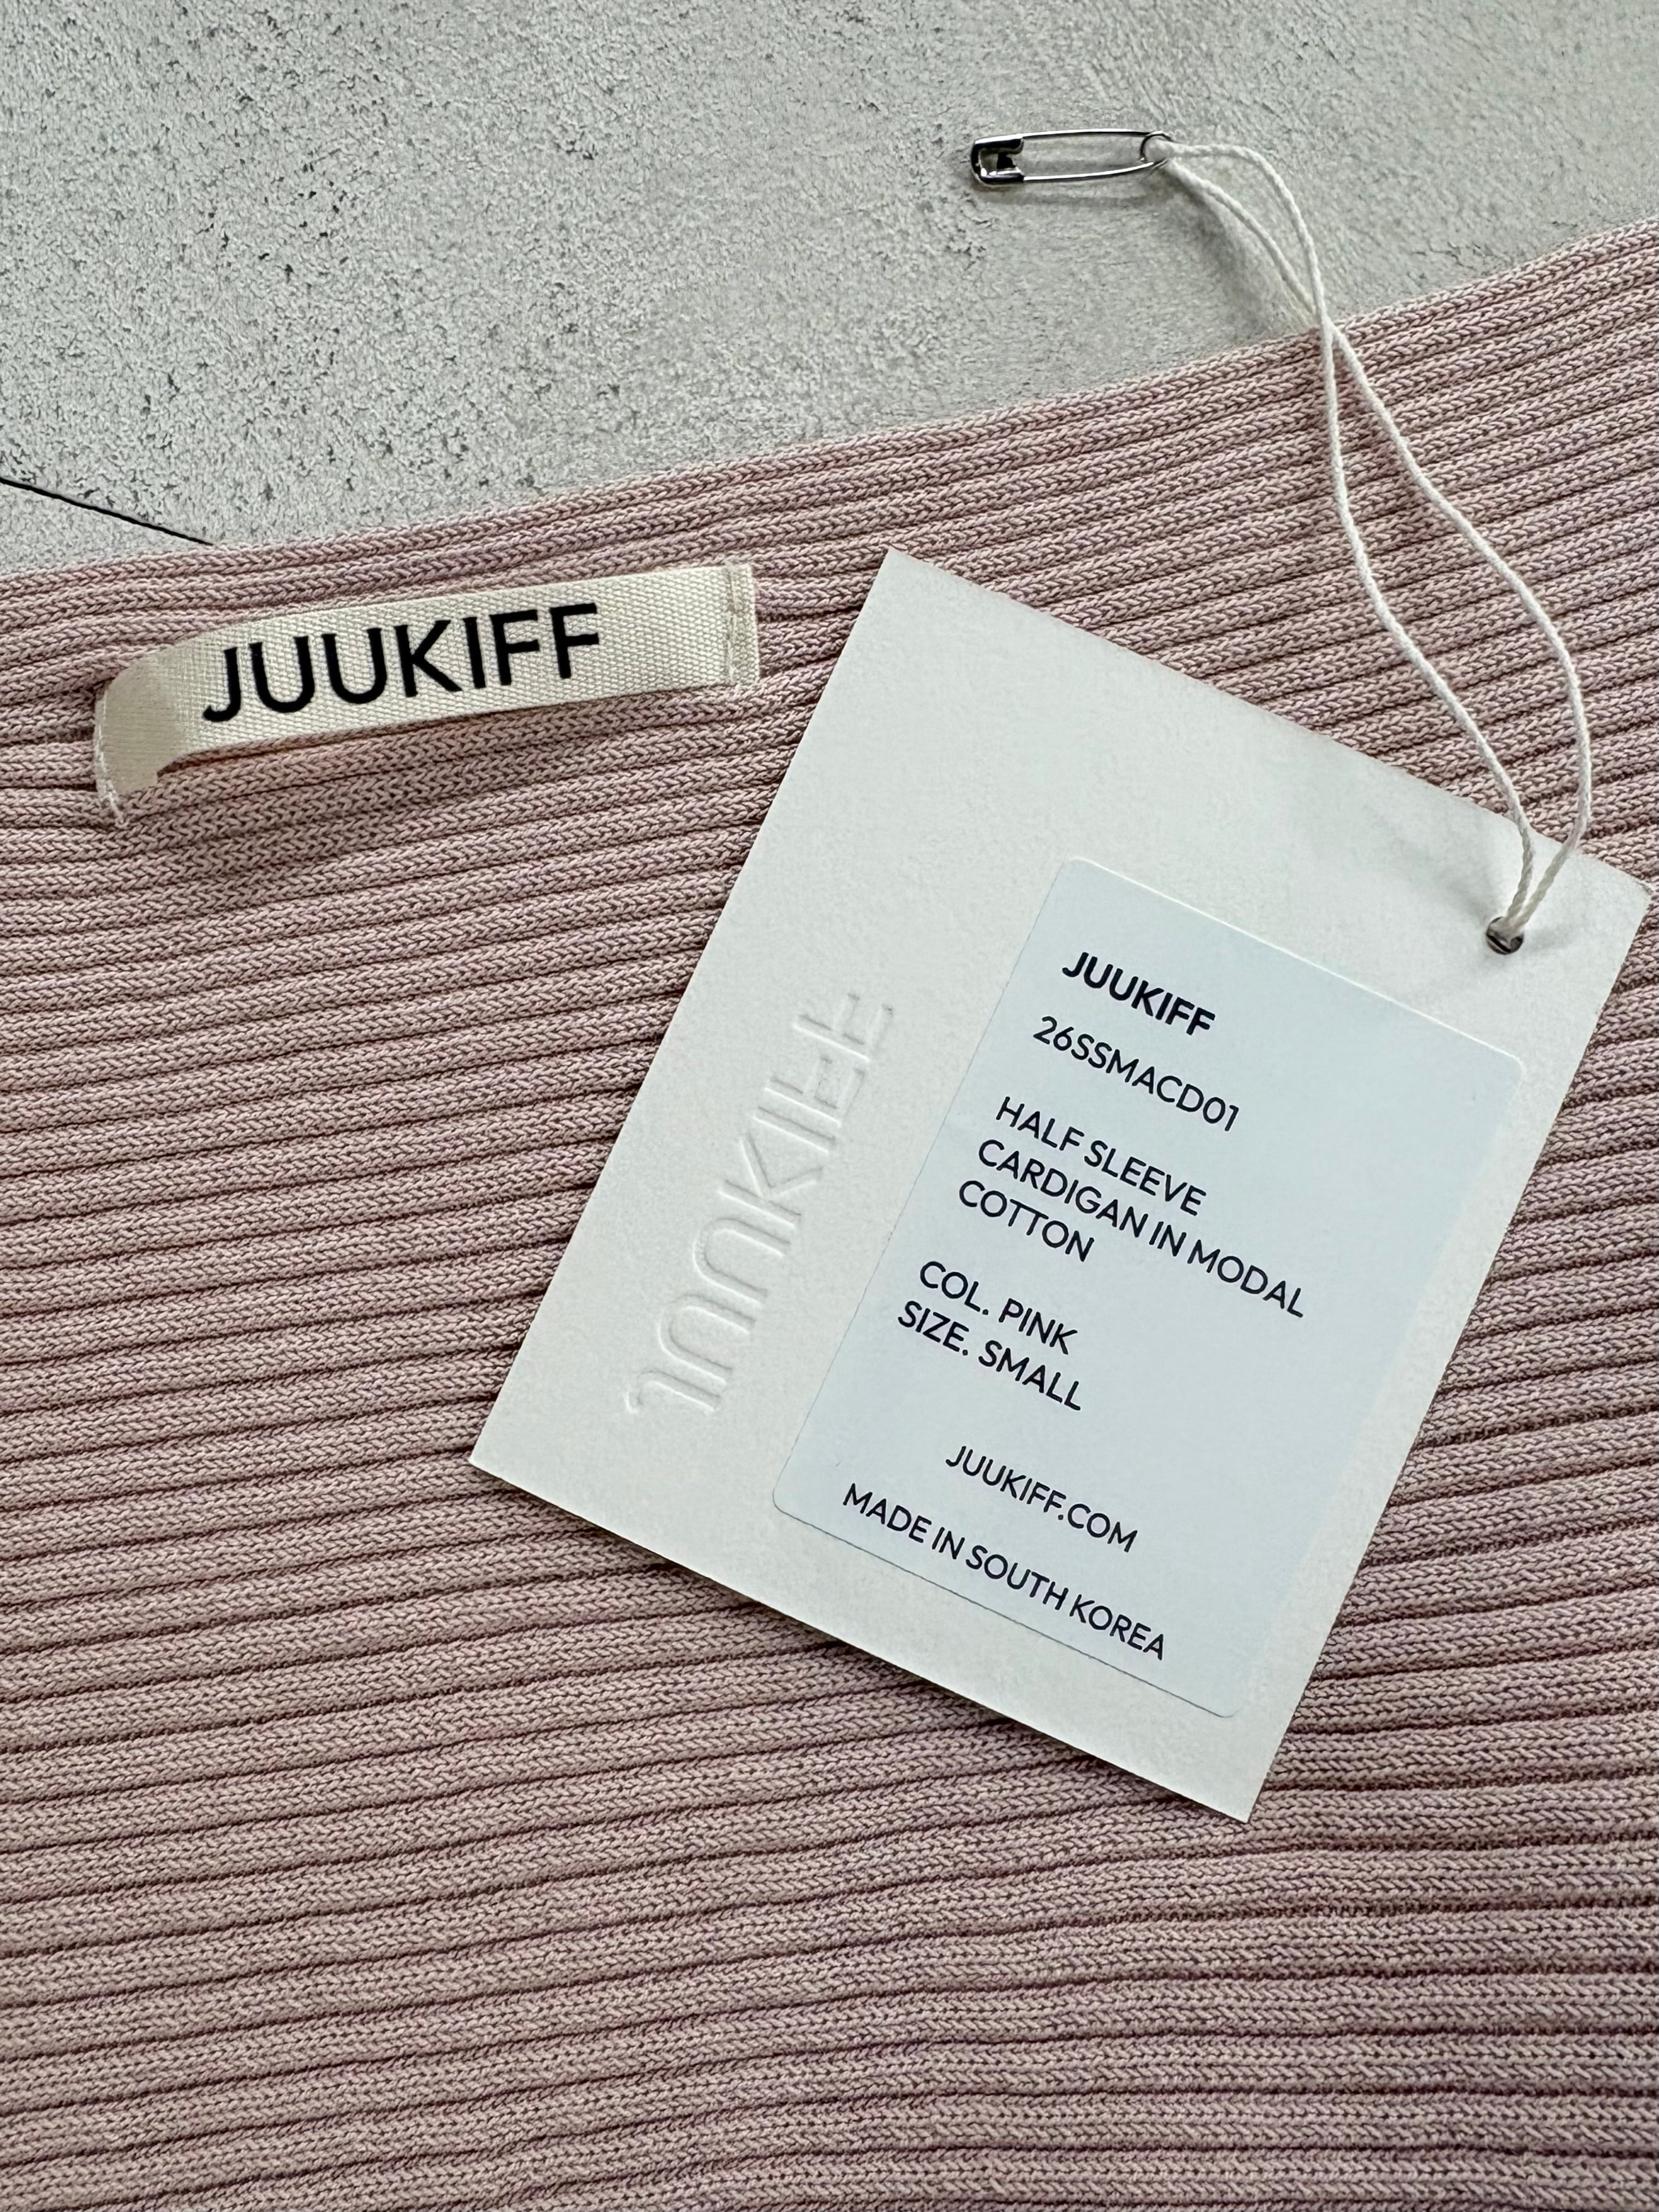 JUUKIFF
JUUKIFF
JUUKIFF
26SSMACD01
HALF SLEEVE
CARDIGAN IN MODAL
COTTON
COL. PINK
SIZE. SMALL
JUUKIFF.COM
MADE IN SOUTH KOREA